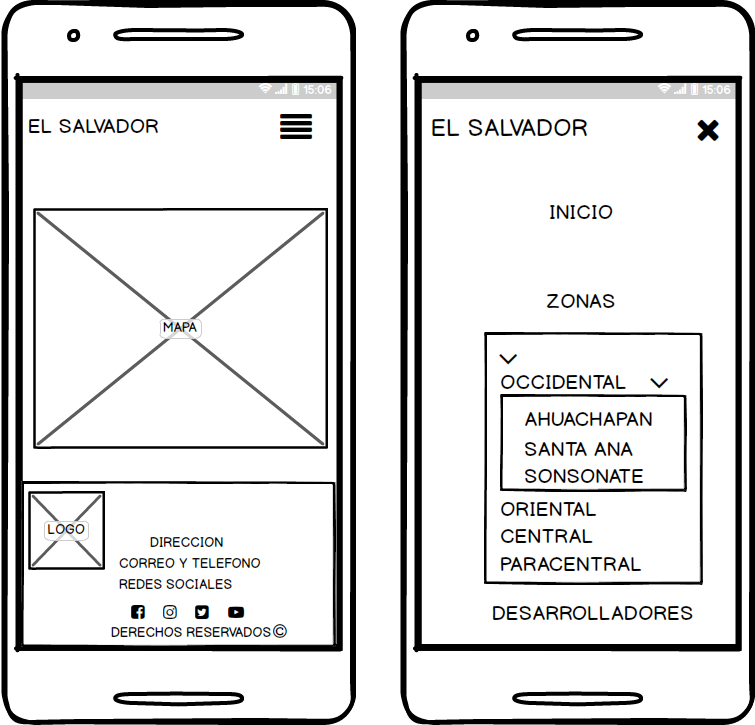 15:06
EL SALVADOR
MAPA
LOGO
DIRECCION
CORREO Y TELEFONO
REDES SOCIALES
DERECHOS RESERVADOS©
15:06
EL SALVADOR
INICIO
ZONAS
OCCIDENTAL
AHUACHAPAN
SANTA ANA
SONSONATE
ORIENTAL
CENTRAL
PARACENTRAL
DESARROLLADORES